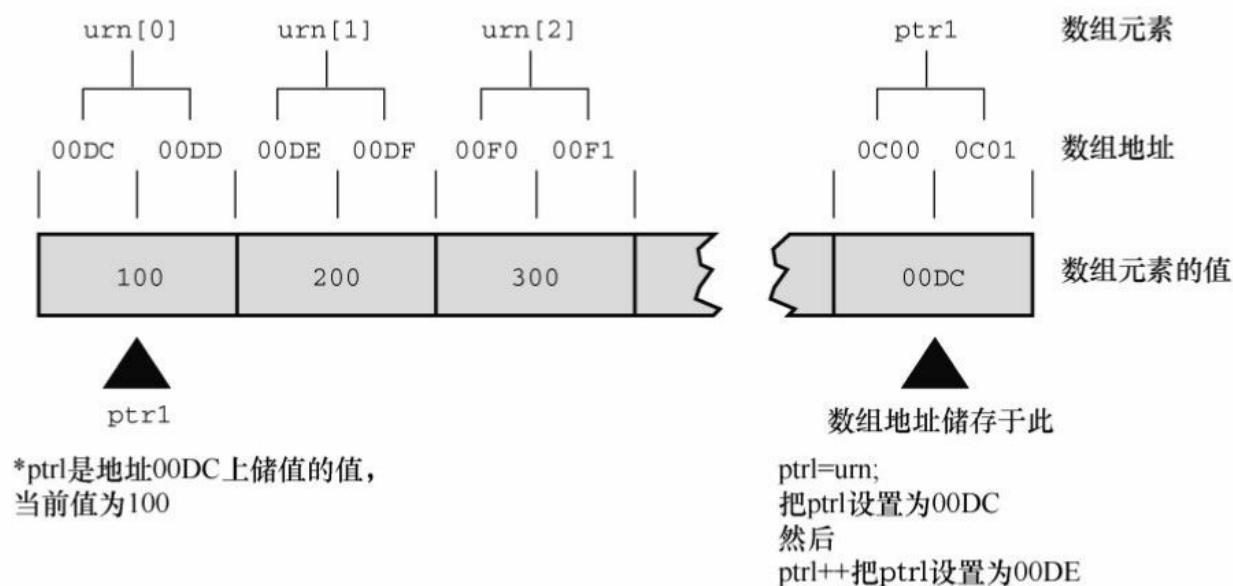 urn[0] urn[1] urn[2] ptr1 数组元素
00DC 00DD 00DE 00DF 00F0 00F1 0C00 0C01 数组地址
100 200 300 00DC 数组元素的值
ptr1 数组地址储存于此
*ptrl是地址00DC上储值的值，
当前值为100
ptrl=urn;
把ptrl设置为00DC
然后
ptrl++把ptrl设置为00DE